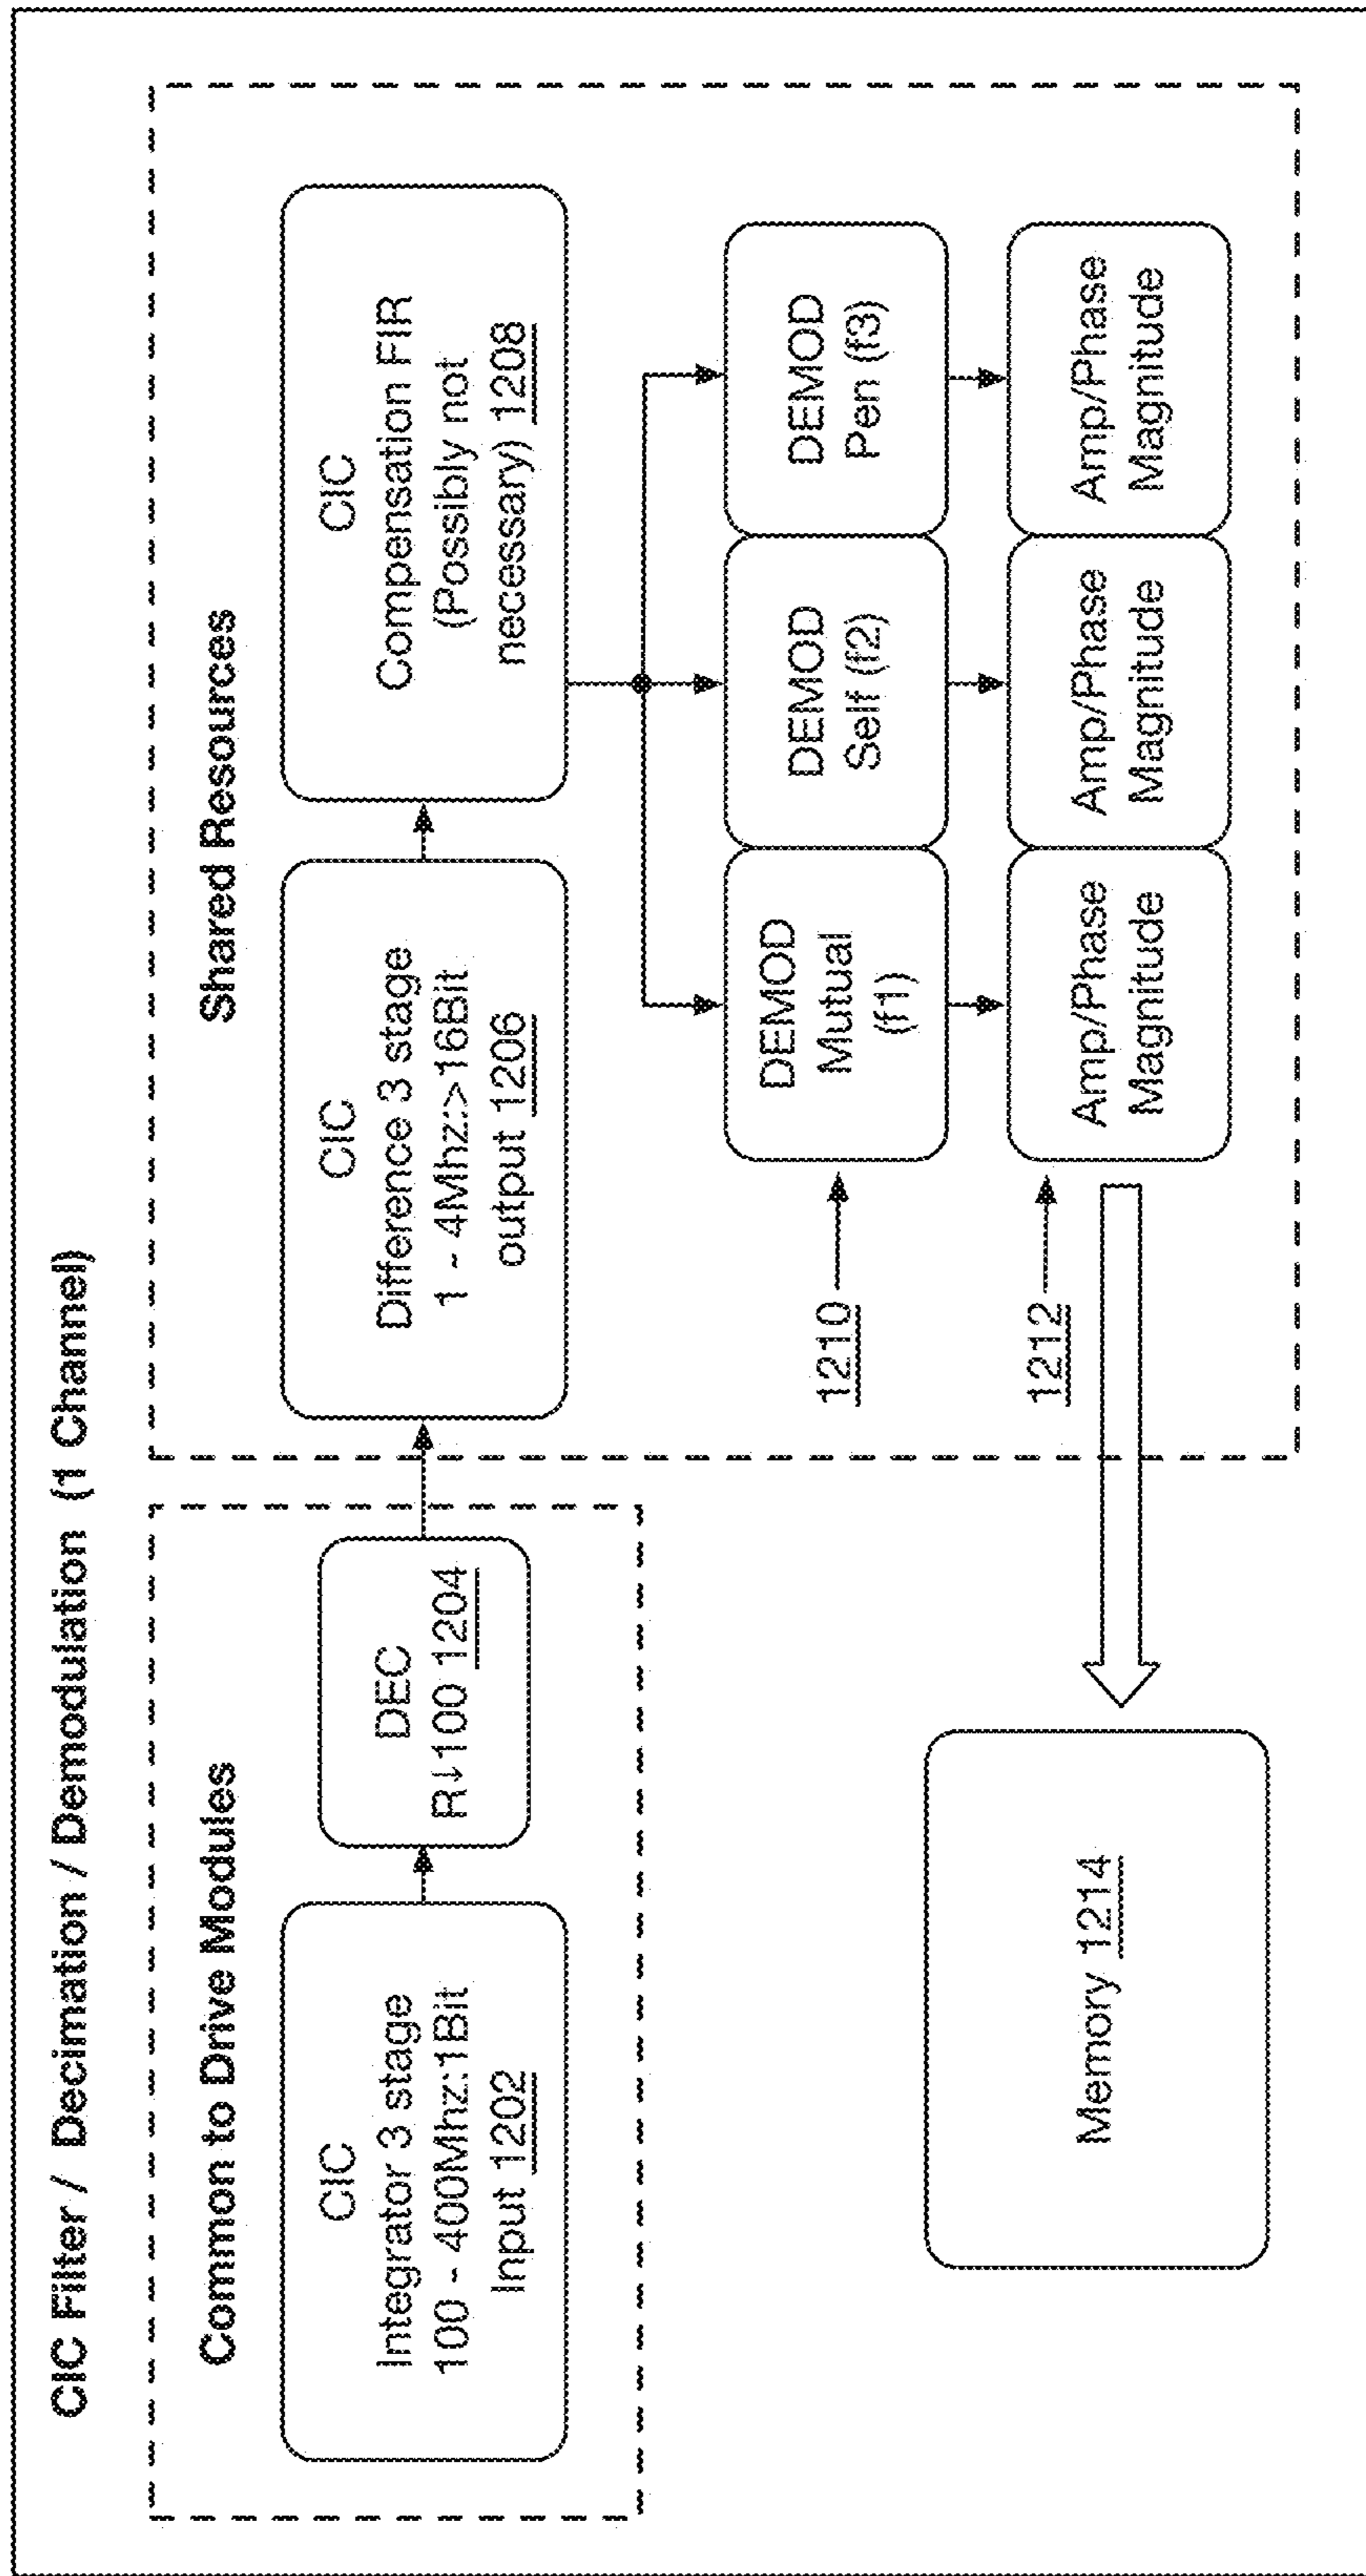 CIC Filter / Decimation / Demodulation (1 Channel)
Common to Drive Modules
CIC
Integrator 3 stage
100 - 400Mhz:1Bit
Input 1202
DEC
R↓100 1204
Shared Resources
CIC
Difference 3 stage
1 - 4Mhz:>16Bit
output 1206
CIC
Compensation FIR
(Possibly not
necessary) 1208
1210
DEMOD
Mutual
(f1)
DEMOD
Self (f2)
DEMOD
Pen (f3)
1212
Amp/Phase
Magnitude
Amp/Phase
Magnitude
Amp/Phase
Magnitude
Memory 1214